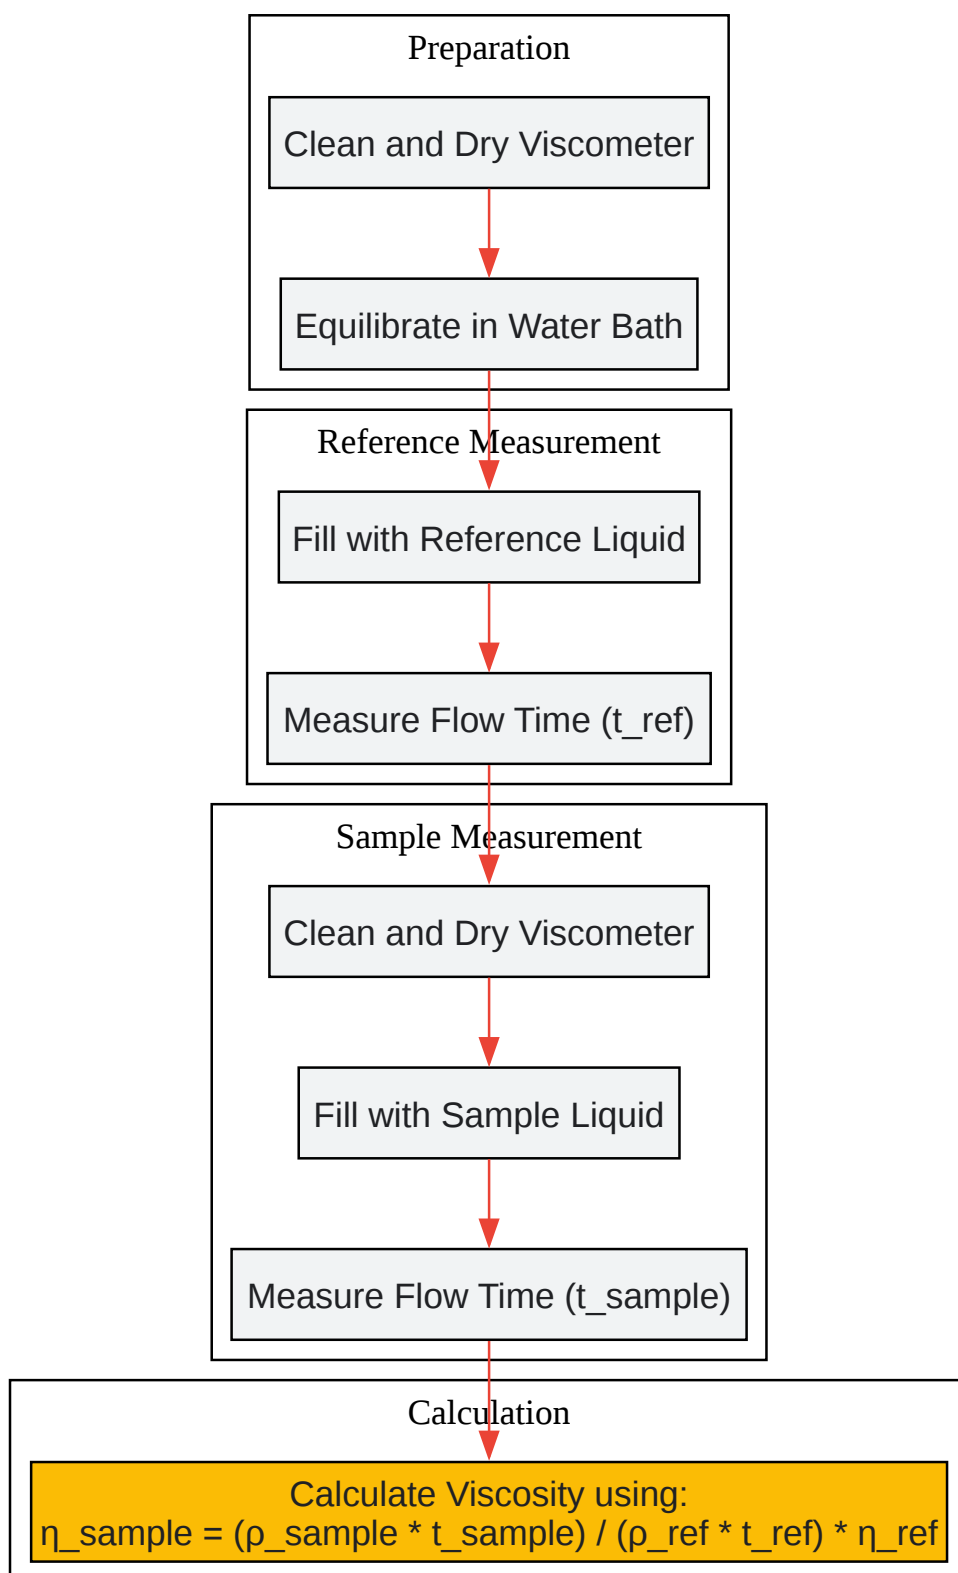 Preparation
Clean and Dry Viscometer
Equilibrate in Water Bath
Reference Measurement
Fill with Reference Liquid
Measure Flow Time (t_ref)
Sample Measurement
Clean and Dry Viscometer
Fill with Sample Liquid
Measure Flow Time (t_sample)
Calculation
Calculate Viscosity using:
η_sample = (ρ_sample * t_sample) / (ρ_ref * t_ref) * η_ref